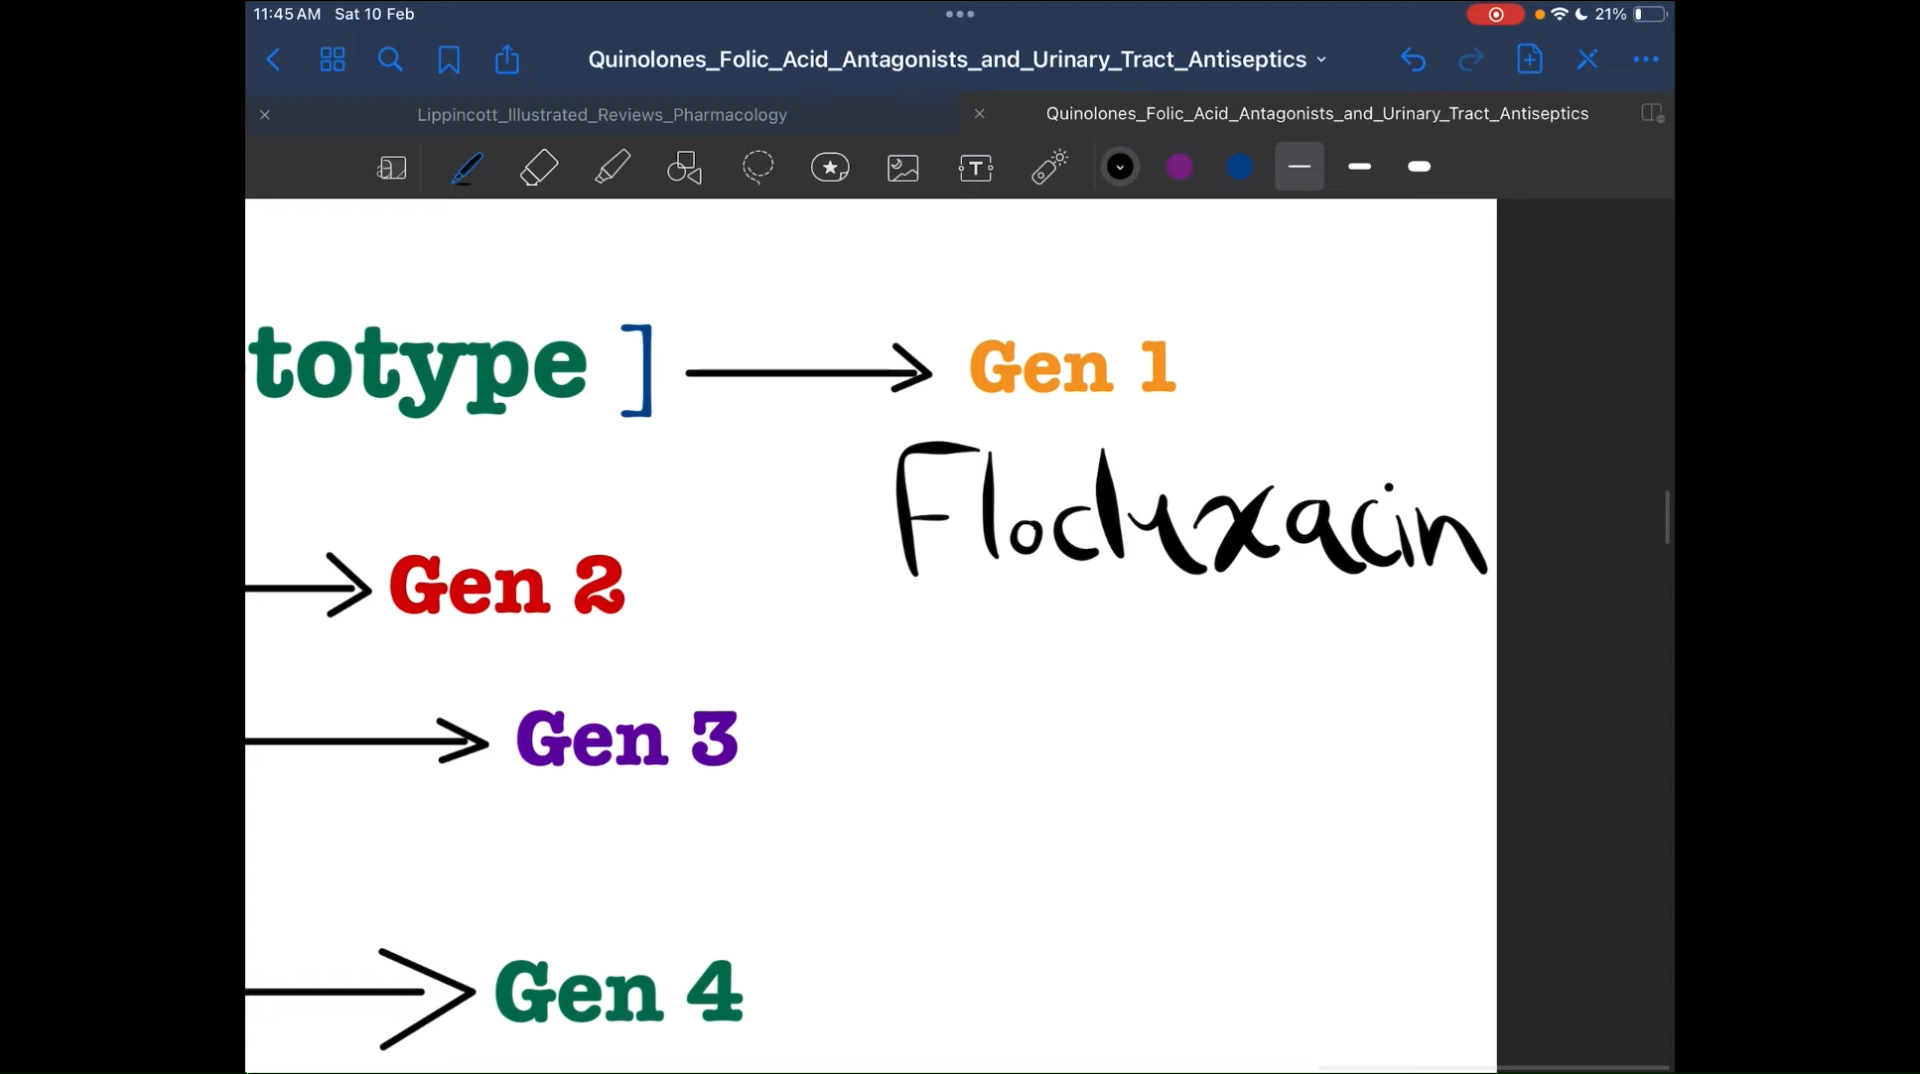 11:45 AM Sat 10 Feb
21%
Quinolones_Folic_Acid_Antagonists_and_Urinary_Tract_Antiseptics
Lippincott_Illustrated_Reviews_Pharmacology
Quinolones_Folic_Acid_Antagonists_and_Urinary_Tract_Antiseptics
totype ] Gen 1
Gen 2
Gen 3
Gen 4